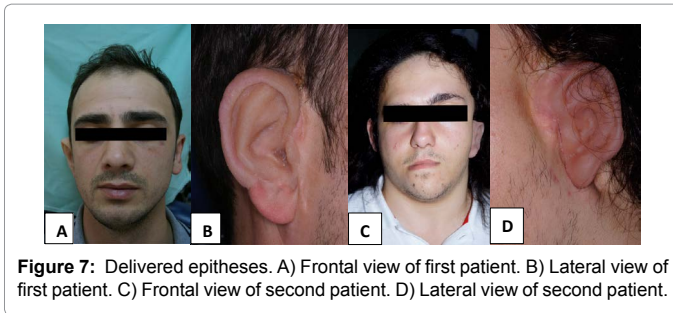 A
B
C
D
Figure 7: Delivered epitheses. A) Frontal view of first patient. B) Lateral view of
first patient. C) Frontal view of second patient. D) Lateral view of second patient.